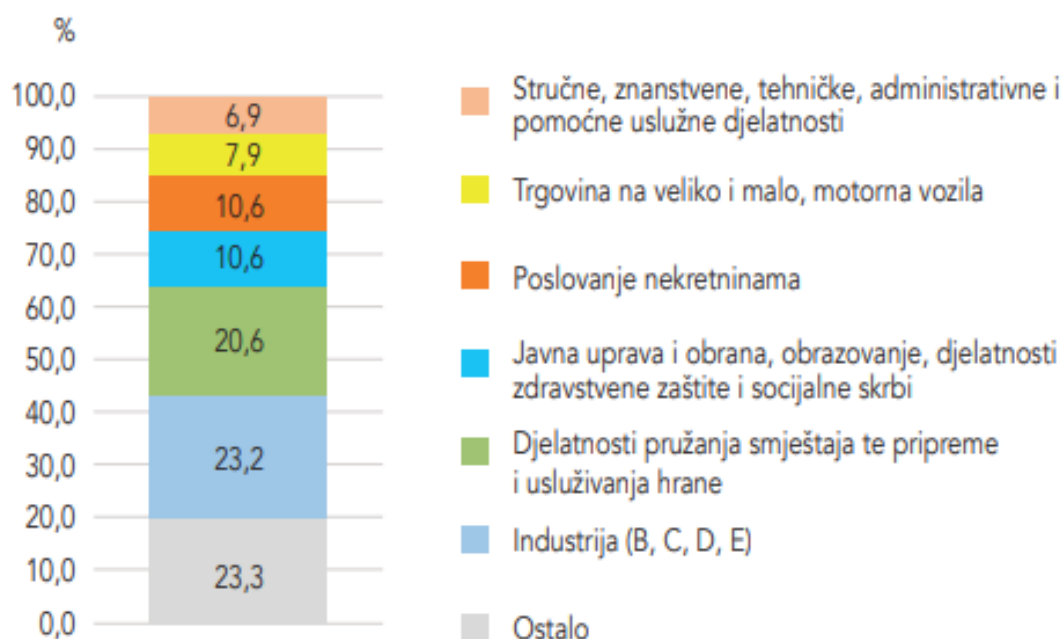 %
100,0
90,0
80,0
70,0
60,0
50,0
40,0
30,0
20,0
10,0
0,0
6,9
7,9
10,6
10,6
20,6
23,2
23,3
Stručne, znanstvene, tehničke, administrativne i
pomoćne uslužne djelatnosti
Trgovina na veliko i malo, motorna vozila
Poslovanje nekretninama
Javna uprava i obrana, obrazovanje, djelatnosti
zdravstvene zaštite i socijalne skrbi
Djelatnosti pružanja smještaja te pripreme
i usluživanja hrane
Industrija (B, C, D, E)
Ostalo